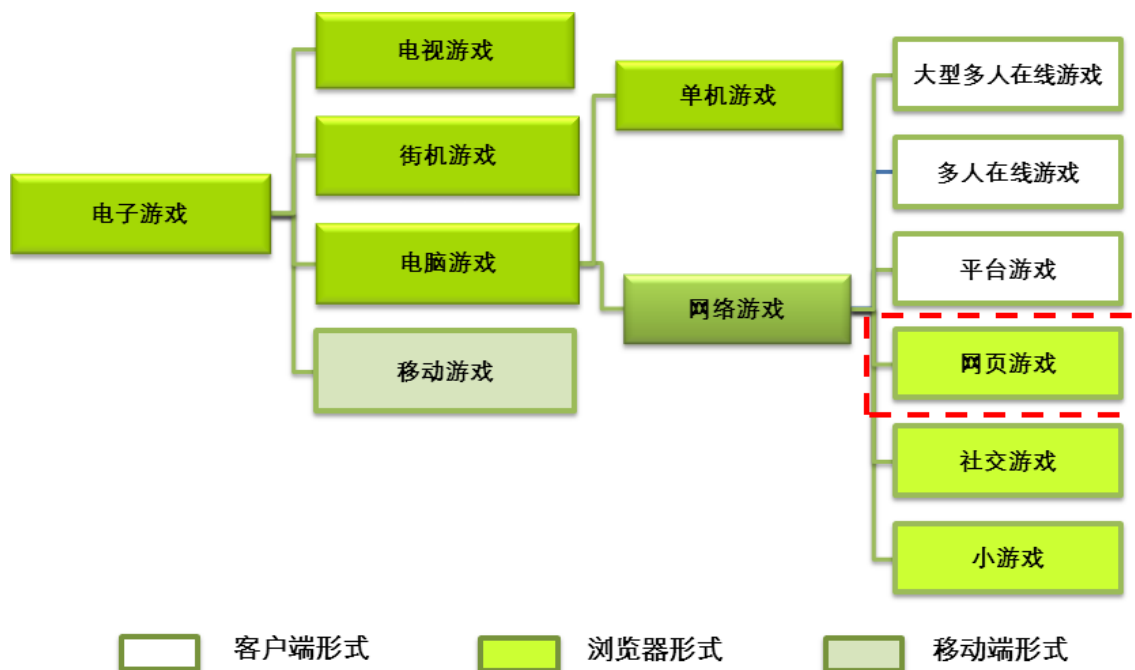 电子游戏
电视游戏
街机游戏
电脑游戏
移动游戏
单机游戏
网络游戏
大型多人在线游戏
多人在线游戏
平台游戏
网页游戏
社交游戏
小游戏
客户端形式
浏览器形式
移动端形式